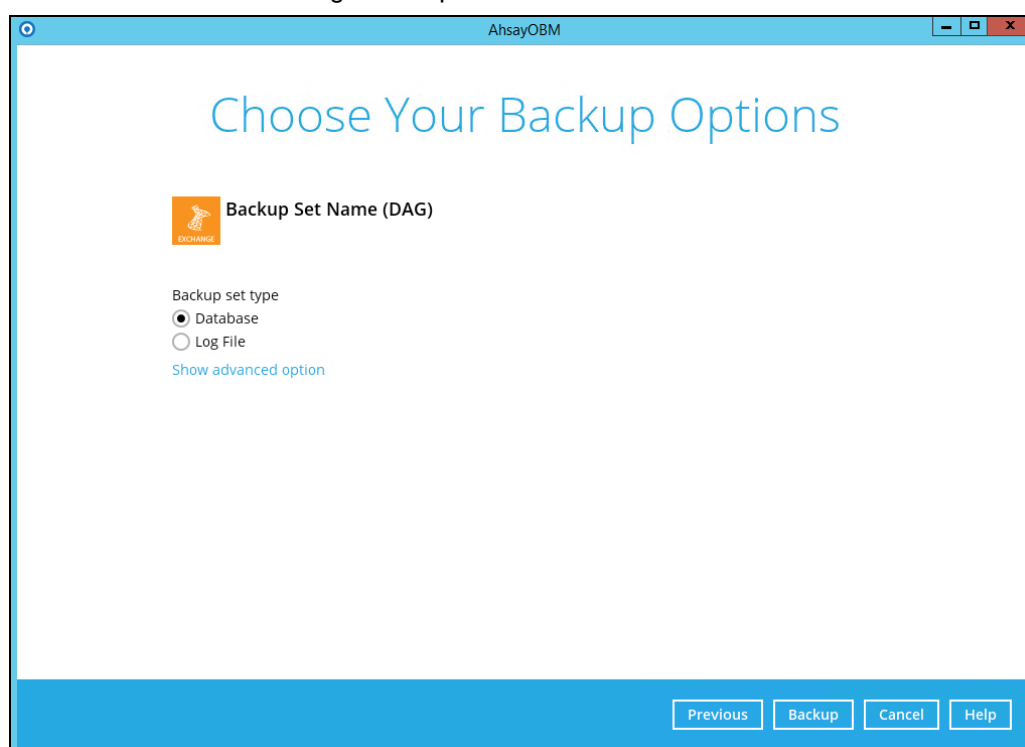 AhsayOBM
Choose Your Backup Options
Backup Set Name (DAG)
EXCHANGE
Backup set type
Database
Log File
Show advanced option
Previous Backup Cancel Help